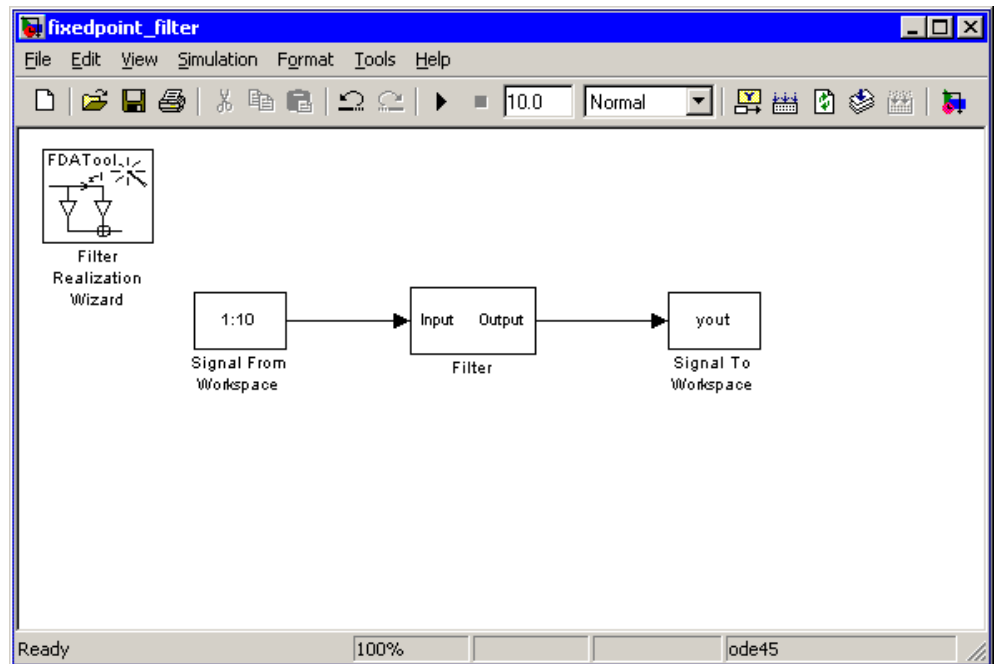 fixedpoint_filter
File Edit View Simulation Format Tools Help
10.0 Normal
FDATool
z-1
Filter
Realization
Wizard
1:10
Signal From
Workspace
Input Output
Filter
yout
Signal To
Workspace
Ready 100% ode45